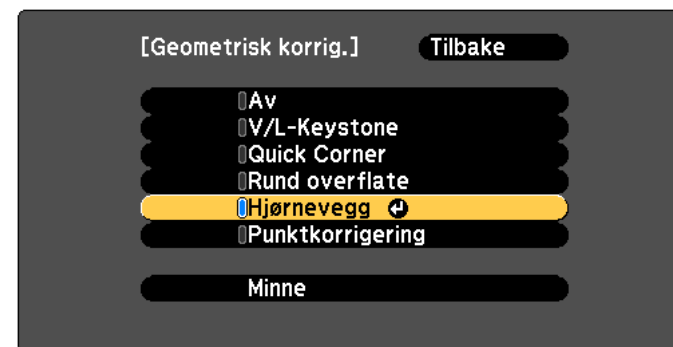 [Geometrisk korrig.] Tilbake
Av
V/L-Keystone
Quick Corner
Rund overflate
Hjørnevegg
Punktkorrigering
Minne